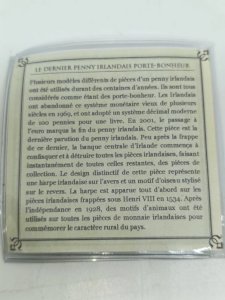 LE DERNIER PENNY IRLANDAIS PORTE-BONHEUR
Plusieurs modèles différents de pièces d'un penny irlandais
ont été utilisés durant des centaines d'années. Ils sont tous
considérés comme étant des porte-bonheur. Les Irlandais
ont abandonné ce système monétaire vieux de plusieurs
siècles en 1969, et ont adopté un système décimal moderne
de 100 pennies pour une livre. En 2001, le passage à
l'euro marqua la fin du penny irlandais. Cette pièce est la
dernière parution du penny irlandais. Peu après la frappe
de ce dernier, la banque centrale d'Irlande commença à
confisquer et à détruire toutes les pièces irlandaises, faisant
instantanément de toutes celles restantes, des pièces de
collection. Le design distinctif de cette pièce représente
une harpe irlandaise sur l'avers et un motif d'oiseau stylisé
sur le revers. La harpe est apparue tout d'abord sur les
pièces irlandaises frappées sous Henri VIII en 1534. Après
l'indépendance en 1928, des motifs d'animaux ont été
utilisés sur toutes les pièces de monnaie irlandaises pour
commémorer le caractère rural du pays.